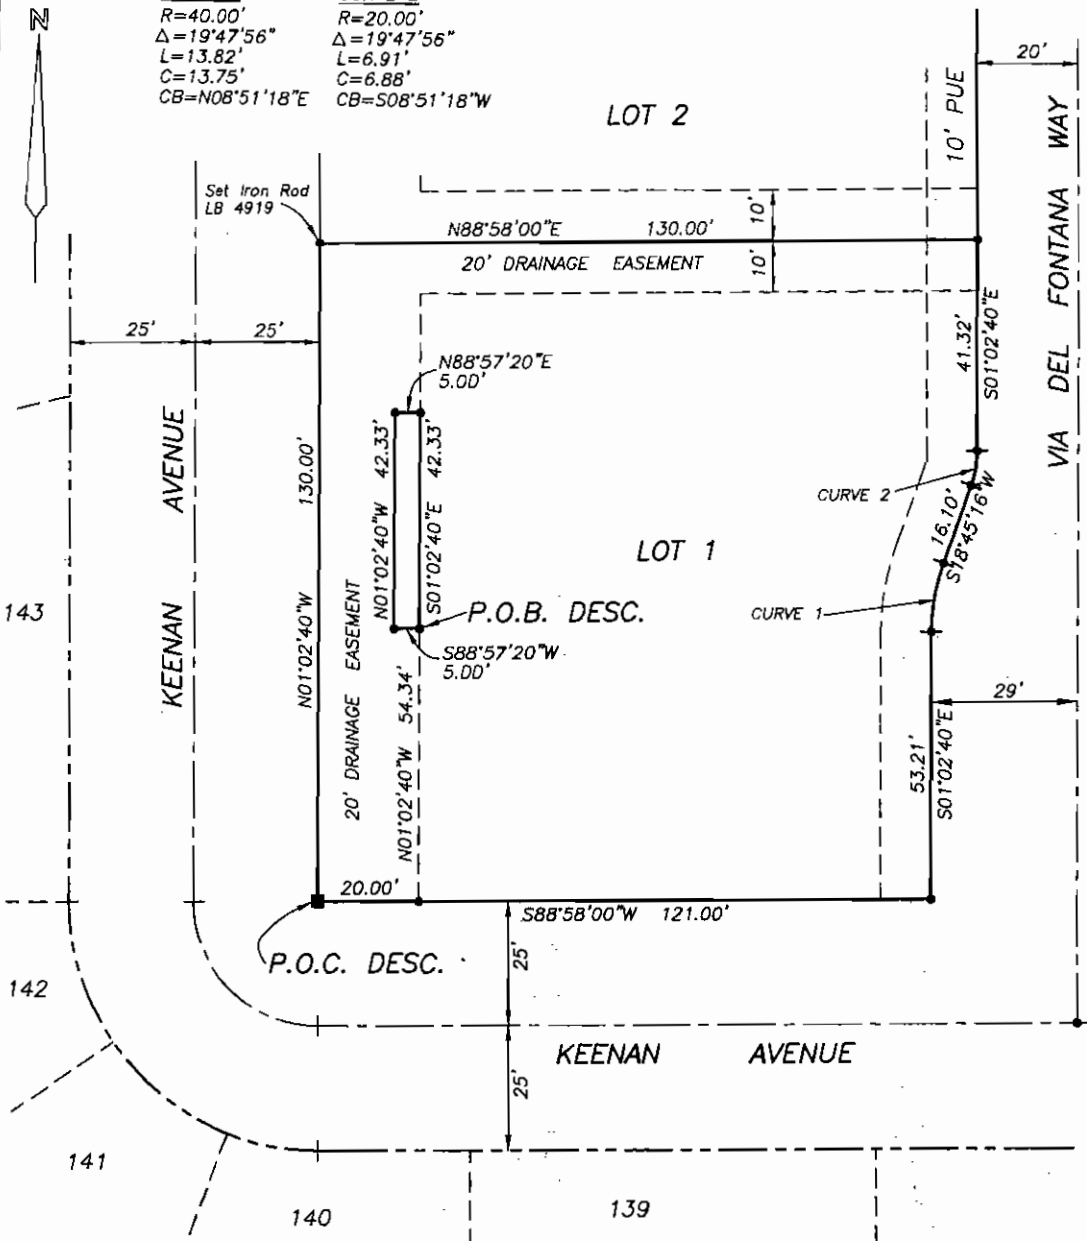 N
R=40.00'
Δ=19°47'56"
L=13.82'
C=13.75'
CB=N08°51'18"E
R=20.00'
Δ=19°47'56"
L=6.91'
C=6.88'
CB=S08°51'18"W
LOT 2
10' PUE
20'
VIA DEL FONTANA WAY
Set Iron Rod
LB 4919
N88°58'00"E 130.00'
10'
20' DRAINAGE EASEMENT
10'
25'
25'
41.32'
S01°02'40"E
N88°57'20"E
5.00'
KEENAN AVENUE
130.00'
N01°02'40"W
N01°02'40"W 42.33'
S01°02'40"E 42.33'
CURVE 2
16.10'
S18°45'16"W
LOT 1
CURVE 1
143
P.O.B. DESC.
S88°57'20"W
5.00'
20' DRAINAGE EASEMENT
N01°02'40"W 54.34'
29'
53.21'
S01°02'40"E
20.00'
S88°58'00"W 121.00'
P.O.C. DESC.
25'
142
KEENAN AVENUE
25'
141
140
139